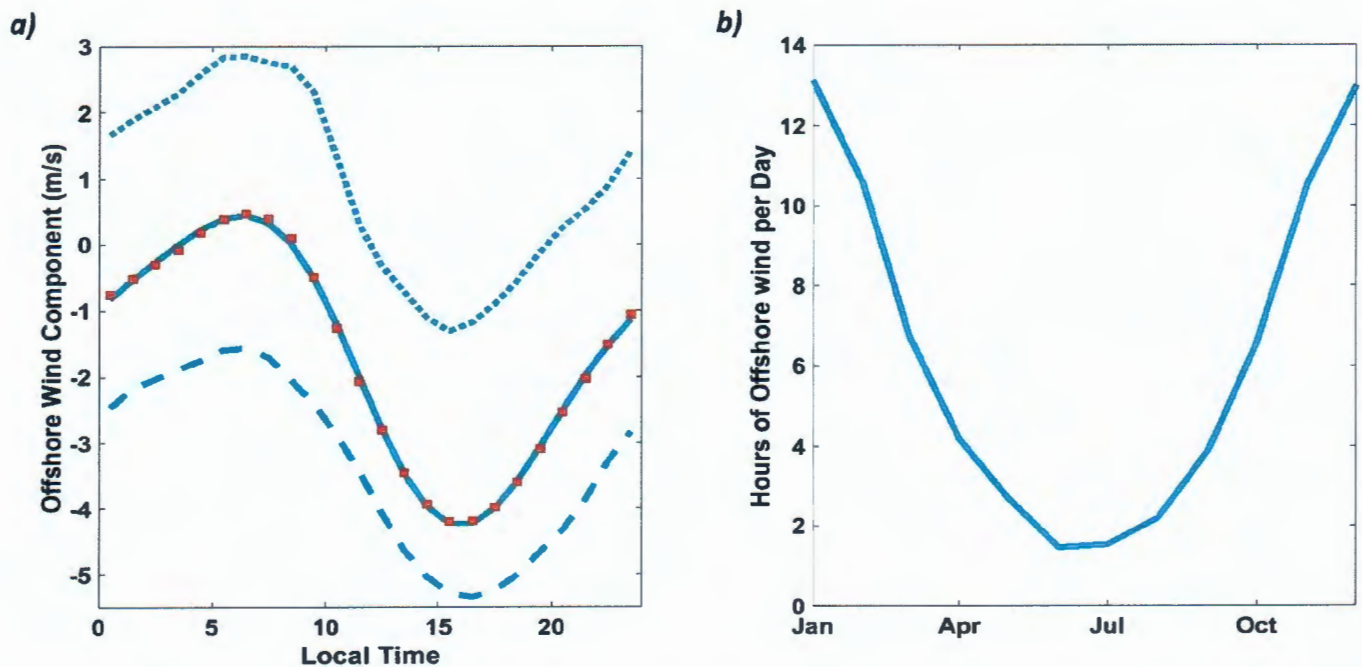 a)
Offshore Wind Component (m/s)
3
2
1
0
-1
-2
-3
-4
-5
0
5
10
15
20
Local Time
b)
Hours of Offshore wind per Day
14
12
10
8
6
4
2
0
Jan
Apr
Jul
Oct